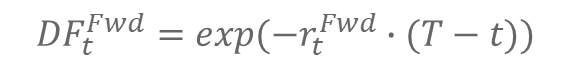 DF_t^{Fwd} = exp(−r_t^{Fwd} · (T − t))